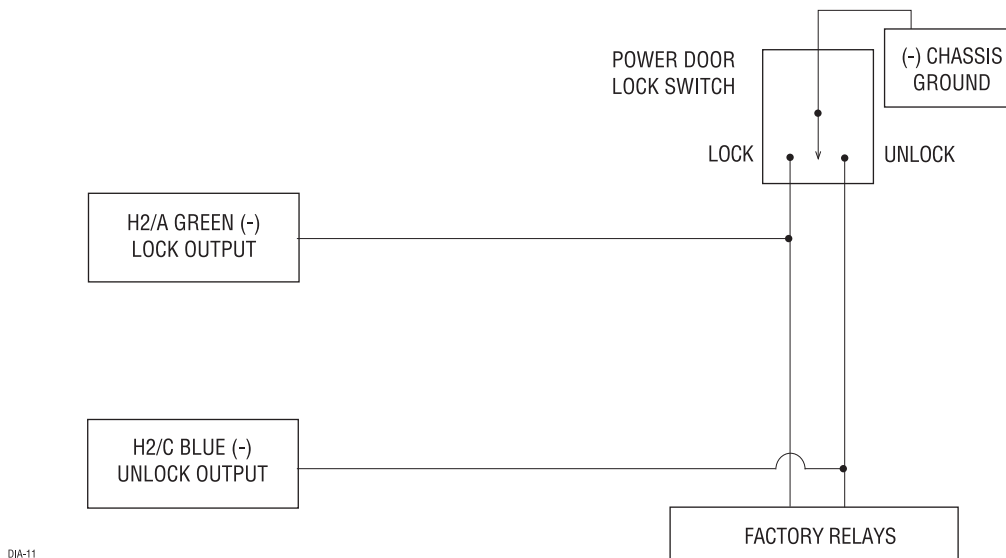 (-) CHASSIS
GROUND
POWER DOOR
LOCK SWITCH
LOCK
UNLOCK
H2/A GREEN (-)
LOCK OUTPUT
H2/C BLUE (-)
UNLOCK OUTPUT
FACTORY RELAYS
DIA-11